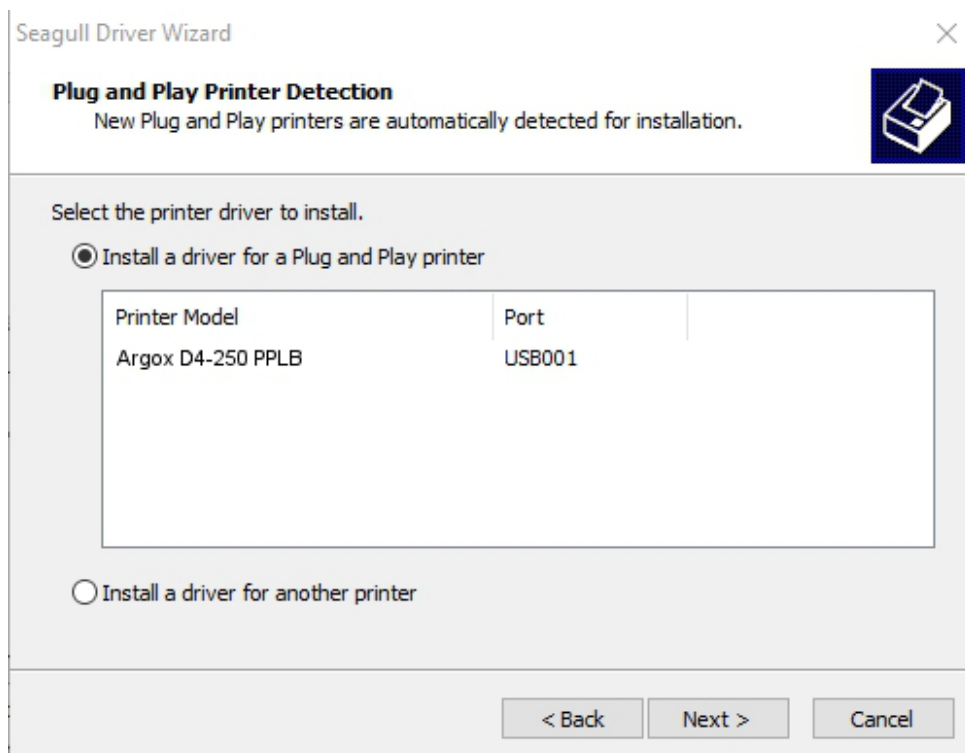 Seagull Driver Wizard
Plug and Play Printer Detection
New Plug and Play printers are automatically detected for installation.
Select the printer driver to install.
Install a driver for a Plug and Play printer
Printer Model Port
Argox D4-250 PPLB USB001
Install a driver for another printer
< Back Next > Cancel